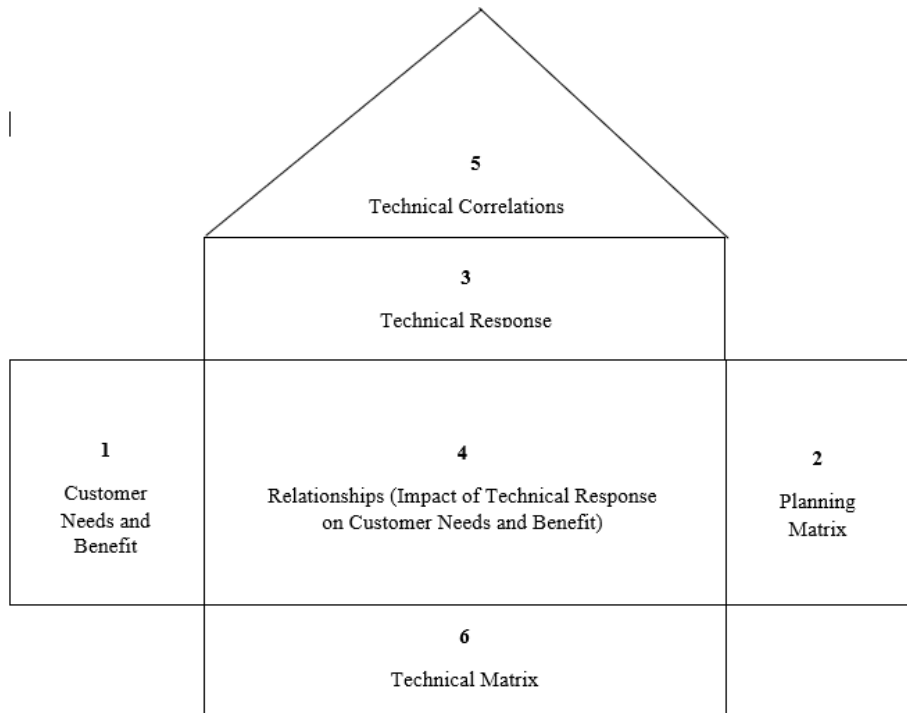 5
Technical Correlations
3
Technical Response
1
Customer
Needs and
Benefit
4
Relationships (Impact of Technical Response
on Customer Needs and Benefit)
2
Planning
Matrix
6
Technical Matrix